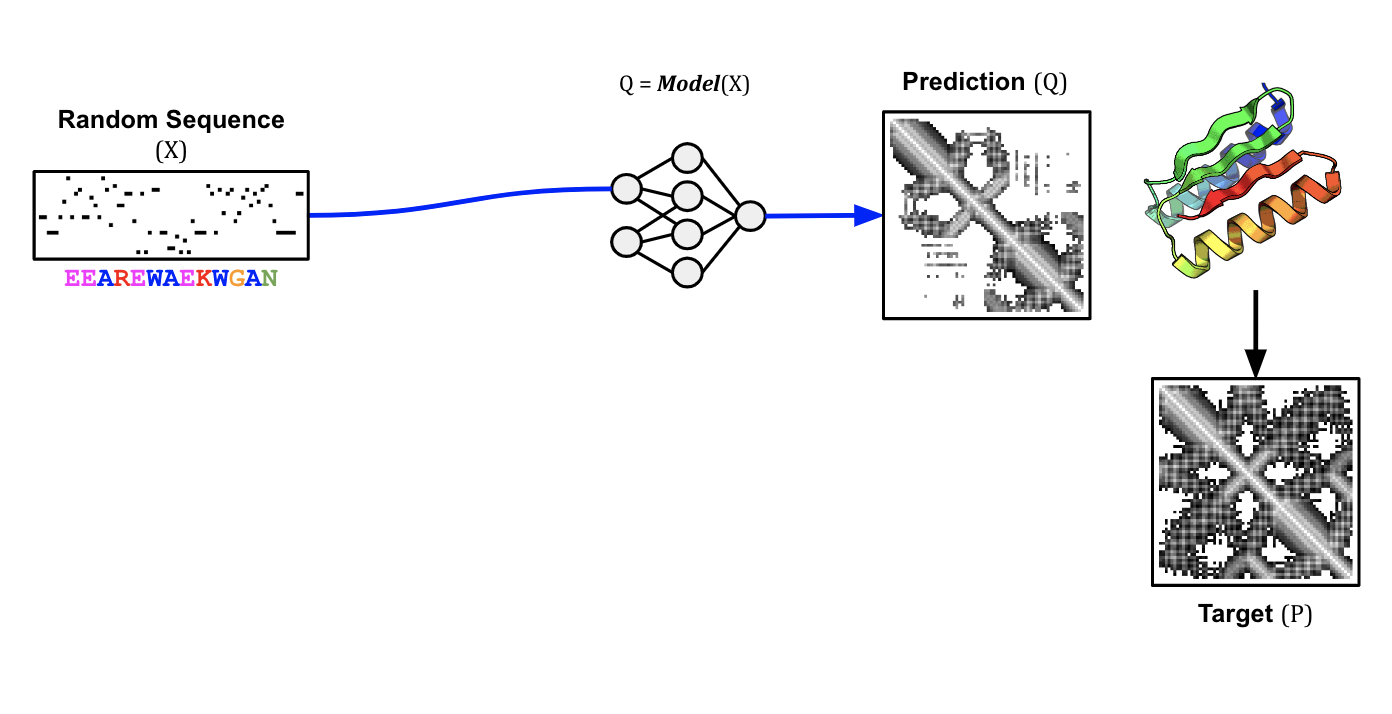 Random Sequence
(X)
EEAREWAEKWGAN
Q = Model(X)
Prediction (Q)
Target (P)